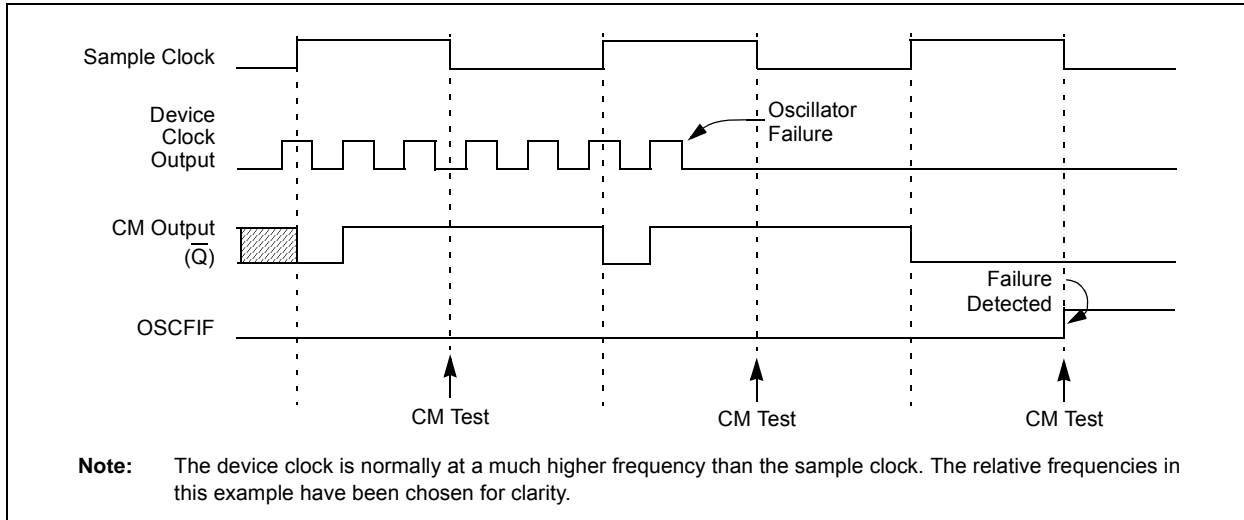 Sample Clock
Device
Clock
Output
Oscillator
Failure
CM Output
(Q̅)
Failure
Detected
OSCFIF
CM Test
CM Test
CM Test
Note: The device clock is normally at a much higher frequency than the sample clock. The relative frequencies in
this example have been chosen for clarity.